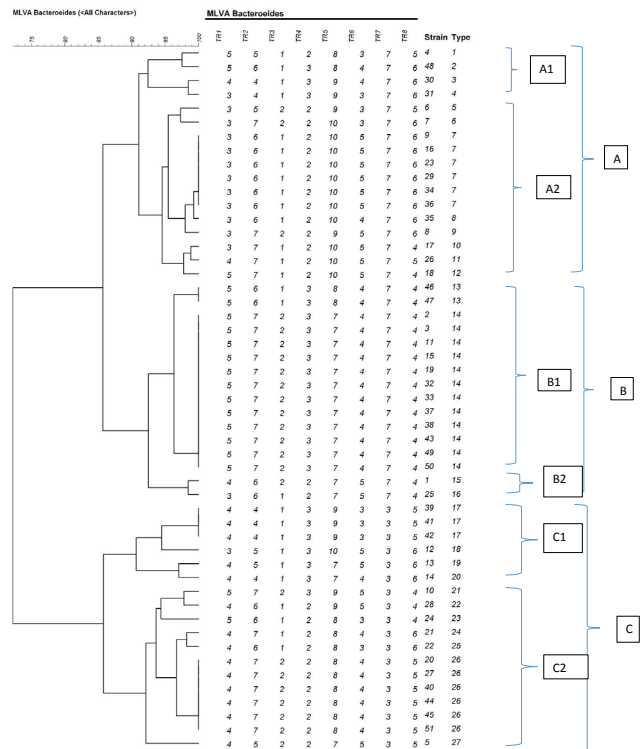 MLVA Bacteroides (<All Characters>)
MLVA Bacteroides
75 80 85 90 95 100
TR1 TR2 TR3 TR4 TR5 TR6 TR7 TR8 Strain Type
5 5 1 2 8 3 7 5 4 1
5 6 1 3 8 4 7 6 48 2
A1
4 4 1 3 9 4 7 6 30 3
3 4 1 3 9 3 7 6 31 4
3 5 2 2 9 3 7 5 6 5
3 7 2 2 10 3 7 6 7 6
3 6 1 2 10 5 7 6 9 7
3 6 1 2 10 5 7 6 16 7
A
3 6 1 2 10 5 7 6 23 7
3 6 1 2 10 5 7 6 29 7
A2
3 6 1 2 10 5 7 6 34 7
3 6 1 2 10 5 7 6 36 7
3 6 1 2 10 4 7 6 35 8
3 7 2 2 9 5 7 6 8 9
3 7 1 2 10 5 7 4 17 10
4 7 1 2 10 5 7 5 26 11
5 7 1 2 10 5 7 4 18 12
5 6 1 3 8 4 7 4 46 13
5 6 1 3 8 4 7 4 47 13
5 7 2 3 7 4 7 4 2 14
5 7 2 3 7 4 7 4 3 14
5 7 2 3 7 4 7 4 11 14
5 7 2 3 7 4 7 4 15 14
5 7 2 3 7 4 7 4 19 14
B1
5 7 2 3 7 4 7 4 32 14
B
5 7 2 3 7 4 7 4 33 14
5 7 2 3 7 4 7 4 37 14
5 7 2 3 7 4 7 4 38 14
5 7 2 3 7 4 7 4 43 14
5 7 2 3 7 4 7 4 49 14
5 7 2 3 7 4 7 4 50 14
4 6 2 2 7 5 7 4 1 15
B2
3 6 1 2 7 5 7 4 25 16
4 4 1 3 9 3 3 5 39 17
4 4 1 3 9 3 3 5 41 17
4 4 1 3 9 3 3 5 42 17
C1
3 5 1 3 10 5 3 6 12 18
4 5 1 3 7 5 3 6 13 19
4 4 1 3 7 4 3 6 14 20
5 7 2 3 9 5 3 4 10 21
4 6 1 2 9 5 3 4 28 22
5 6 1 2 8 3 3 4 24 23
C
4 7 1 2 8 4 3 6 21 24
4 6 1 2 8 3 3 6 22 25
4 7 2 2 8 4 3 5 20 26
C2
4 7 2 2 8 4 3 5 27 26
4 7 2 2 8 4 3 5 40 26
4 7 2 2 8 4 3 5 44 26
4 7 2 2 8 4 3 5 45 26
4 7 2 2 8 4 3 5 51 26
4 5 2 2 7 5 3 5 5 27